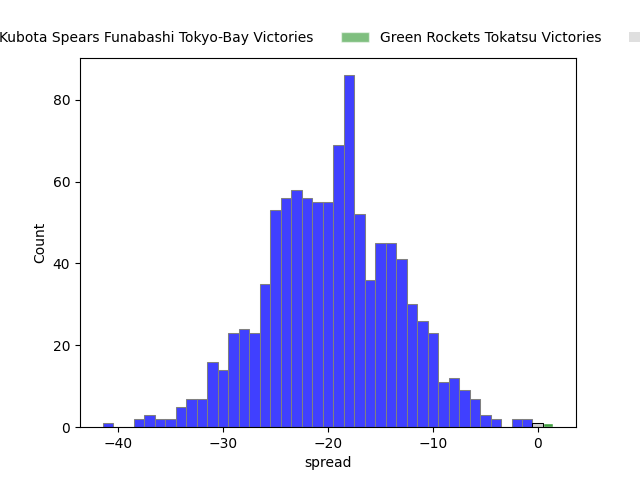 Kubota Spears Funabashi Tokyo-Bay Victories Green Rockets Tokatsu Victories
80
60
40
20
0
Count
−40 −30 −20 −10 0
spread